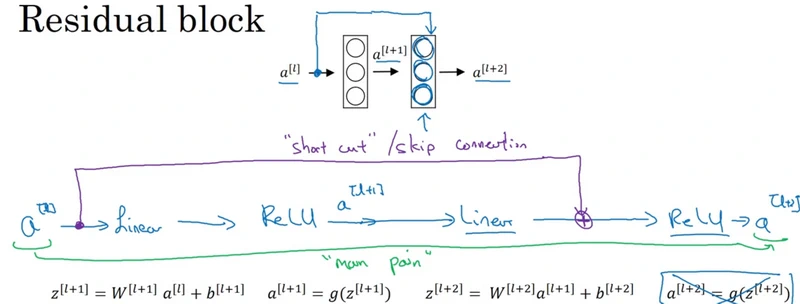 Residual block
a^[l] a^[l+1] a^[l+2]
"short cut" / skip connection
a^[l] Linear ReLU a^[l+1] Linear ReLU a^[l+2]
"main path"
z^[l+1] = W^[l+1] a^[l] + b^[l+1] a^[l+1] = g(z^[l+1]) z^[l+2] = W^[l+2] a^[l+1] + b^[l+2] a^[l+2] = g(z^[l+2])